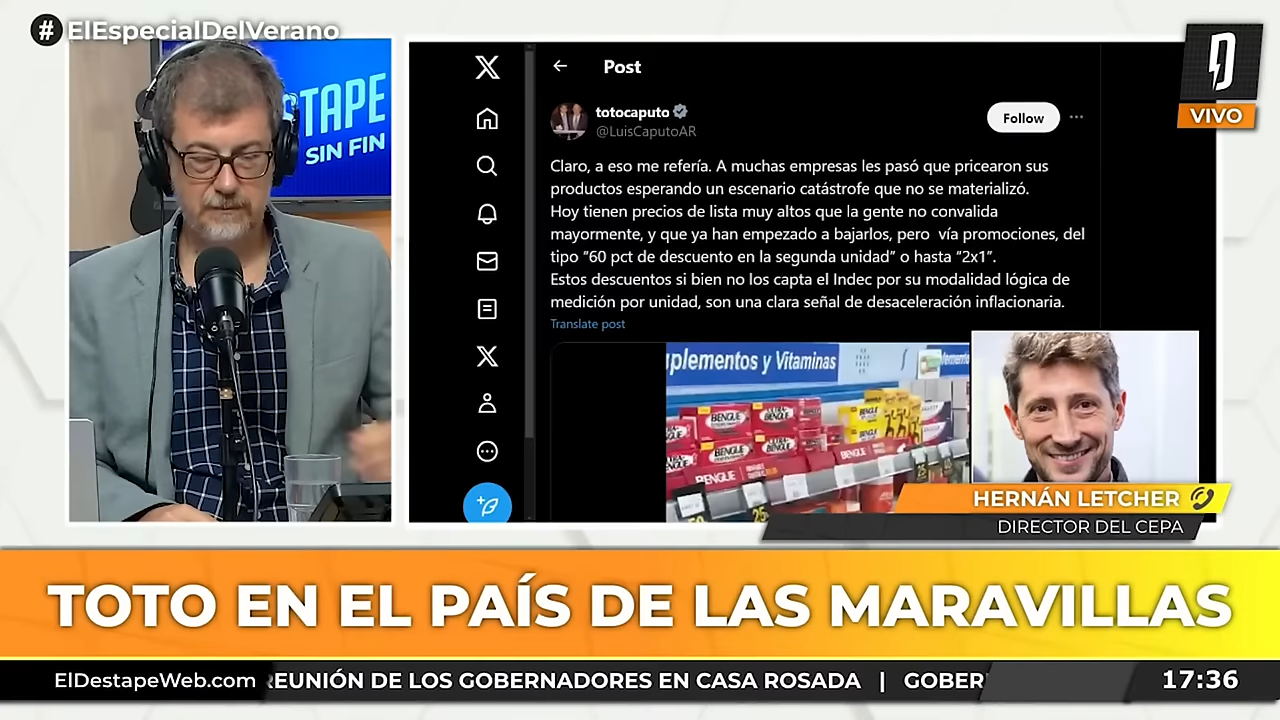 # ElEspecialDelVerano
TAPE
SIN FIN
Post
totocaputo
@LuisCaputoAR
Follow
Claro, a eso me refería. A muchas empresas les pasó que pricearon sus
productos esperando un escenario catástrofe que no se materializó.
Hoy tienen precios de lista muy altos que la gente no convalida
mayormente, y que ya han empezado a bajarlos, pero vía promociones, del
tipo “60 pct de descuento en la segunda unidad” o hasta “2x1”.
Estos descuentos si bien no los capta el Indec por su modalidad lógica de
medición por unidad, son una clara señal de desaceleración inflacionaria.
Translate post
plementos y Vitaminas
BENGUE
BENGUE
BENGUE
BENGUE
BENGUE
BENGUE
VIVO
HERNÁN LETCHER
DIRECTOR DEL CEPA
TOTO EN EL PAÍS DE LAS MARAVILLAS
ElDestapeWeb.com
REUNIÓN DE LOS GOBERNADORES EN CASA ROSADA | GOBER
17:36